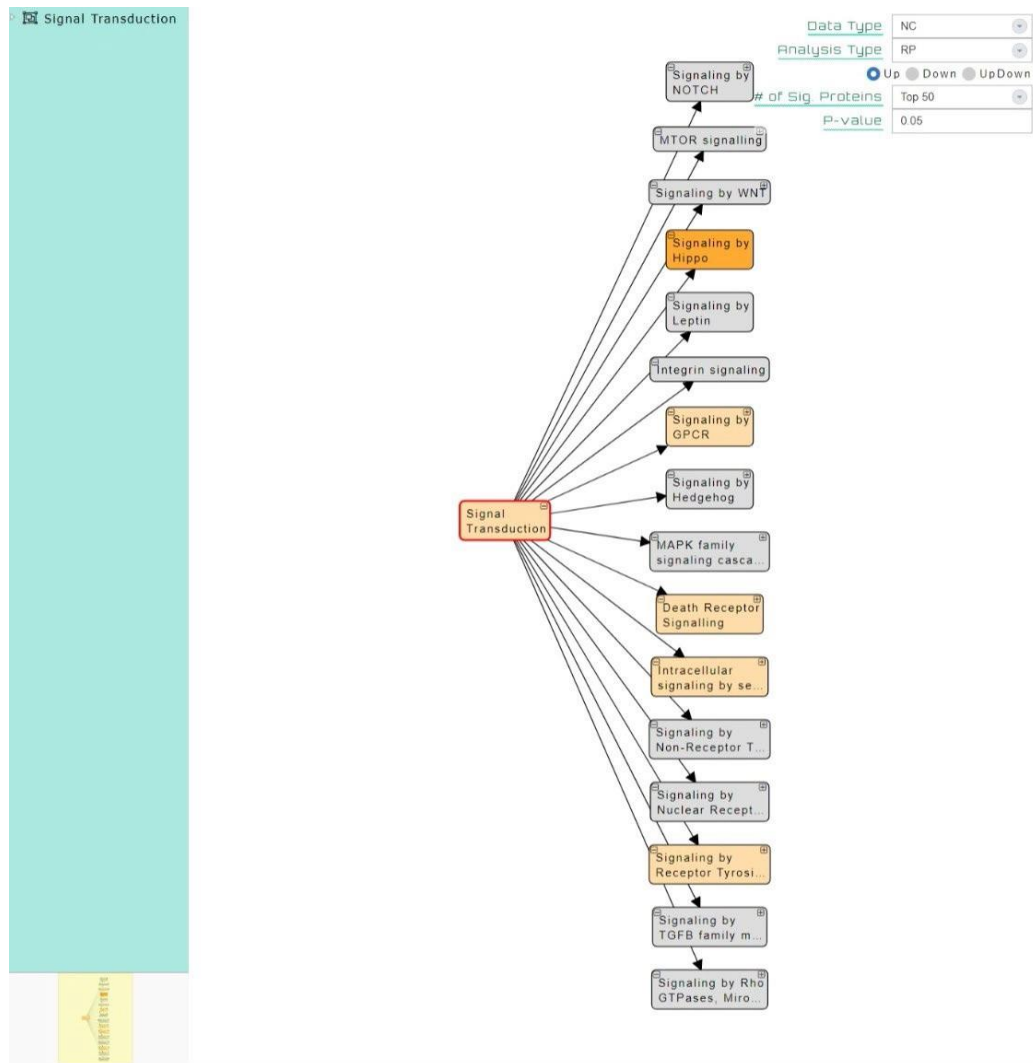 Signal Transduction
Data Type NC
Analysis Type RP
Up Down UpDown
# of Sig. Proteins Top 50
P-value 0.05
Signaling by
NOTCH
MTOR signalling
Signaling by WNT
Signaling by
Hippo
Signaling by
Leptin
Integrin signaling
Signaling by
GPCR
Signaling by
Hedgehog
Signal
Transduction
MAPK family
signaling casca...
Death Receptor
Signalling
Intracellular
signaling by se...
Signaling by
Non-Receptor T...
Signaling by
Nuclear Recept...
Signaling by
Receptor Tyrosi...
Signaling by
TGFB family m...
Signaling by Rho
GTPases, Miro...